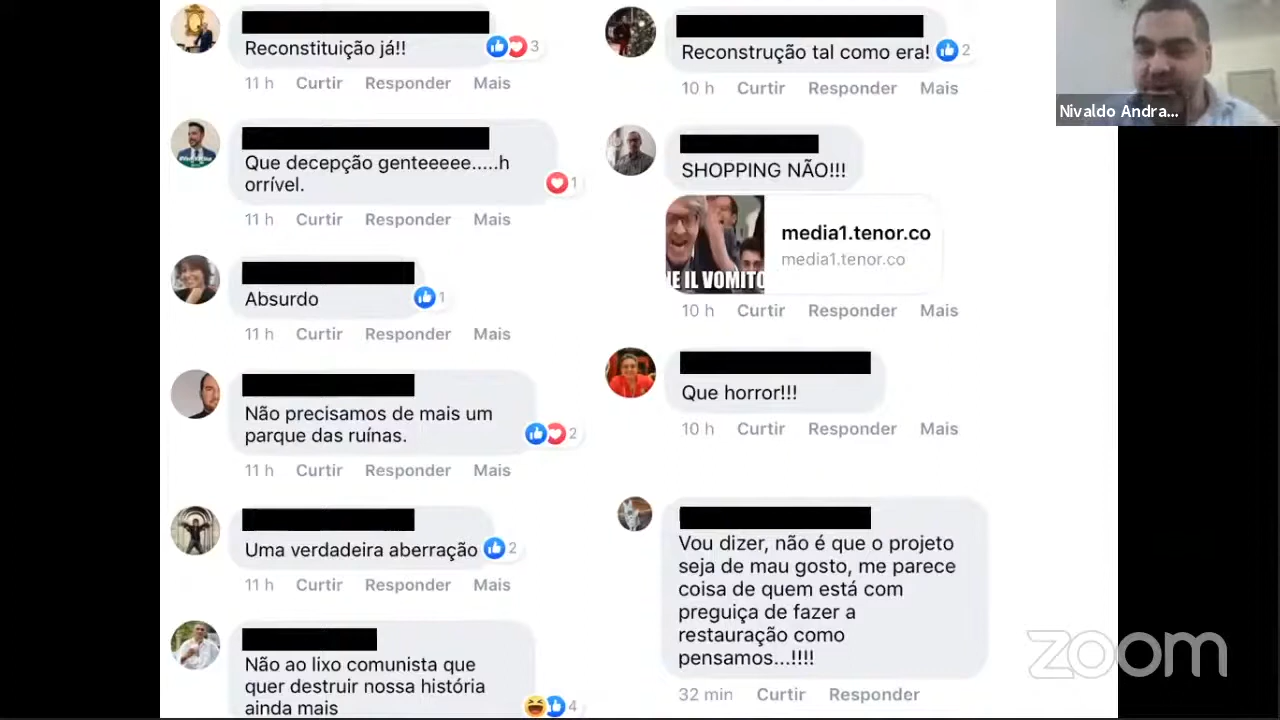 Reconstituição já!!
3
11 h Curtir Responder Mais
Que decepção genteeeee.....h
orrível.
1
11 h Curtir Responder Mais
Absurdo
1
11 h Curtir Responder Mais
Não precisamos de mais um
parque das ruínas.
2
11 h Curtir Responder Mais
Uma verdadeira aberração
2
11 h Curtir Responder Mais
Não ao lixo comunista que
quer destruir nossa história
ainda mais
4
Reconstrução tal como era!
2
10 h Curtir Responder Mais
SHOPPING NÃO!!!
E IL VOMITO
media1.tenor.co
media1.tenor.co
10 h Curtir Responder Mais
Que horror!!!
10 h Curtir Responder Mais
Vou dizer, não é que o projeto
seja de mau gosto, me parece
coisa de quem está com
preguiça de fazer a
restauração como
pensamos...!!!!
32 min Curtir Responder
Nivaldo Andra...
zoom